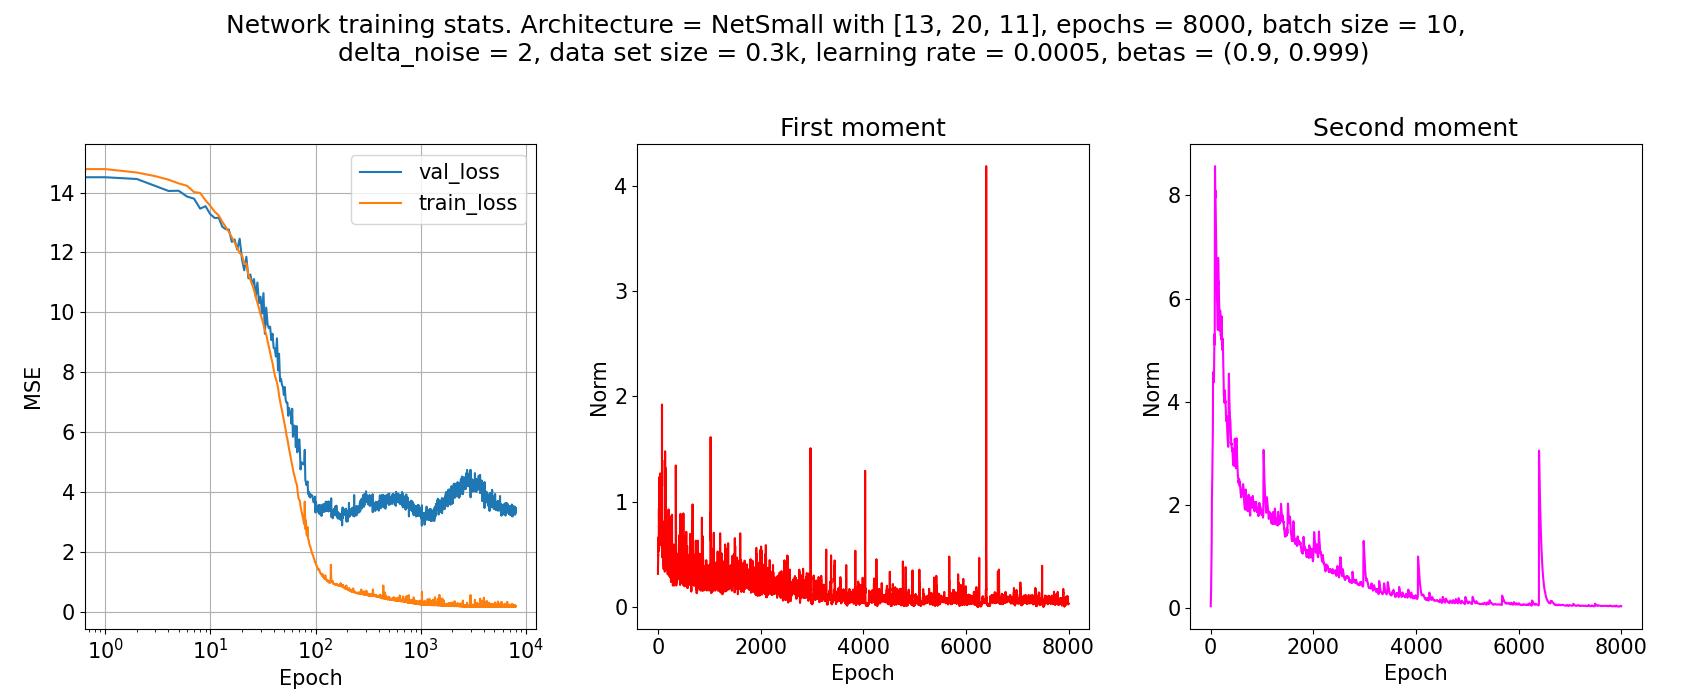 Network training stats. Architecture = NetSmall with [13, 20, 11], epochs = 8000, batch size = 10,
delta_noise = 2, data set size = 0.3k, learning rate = 0.0005, betas = (0.9, 0.999)
val_loss
train_loss
MSE
14
12
10
8
6
4
2
0
10^0
10^1
10^2
10^3
10^4
Epoch
First moment
Norm
4
3
2
1
0
0
2000
4000
6000
8000
Epoch
Second moment
Norm
8
6
4
2
0
0
2000
4000
6000
8000
Epoch